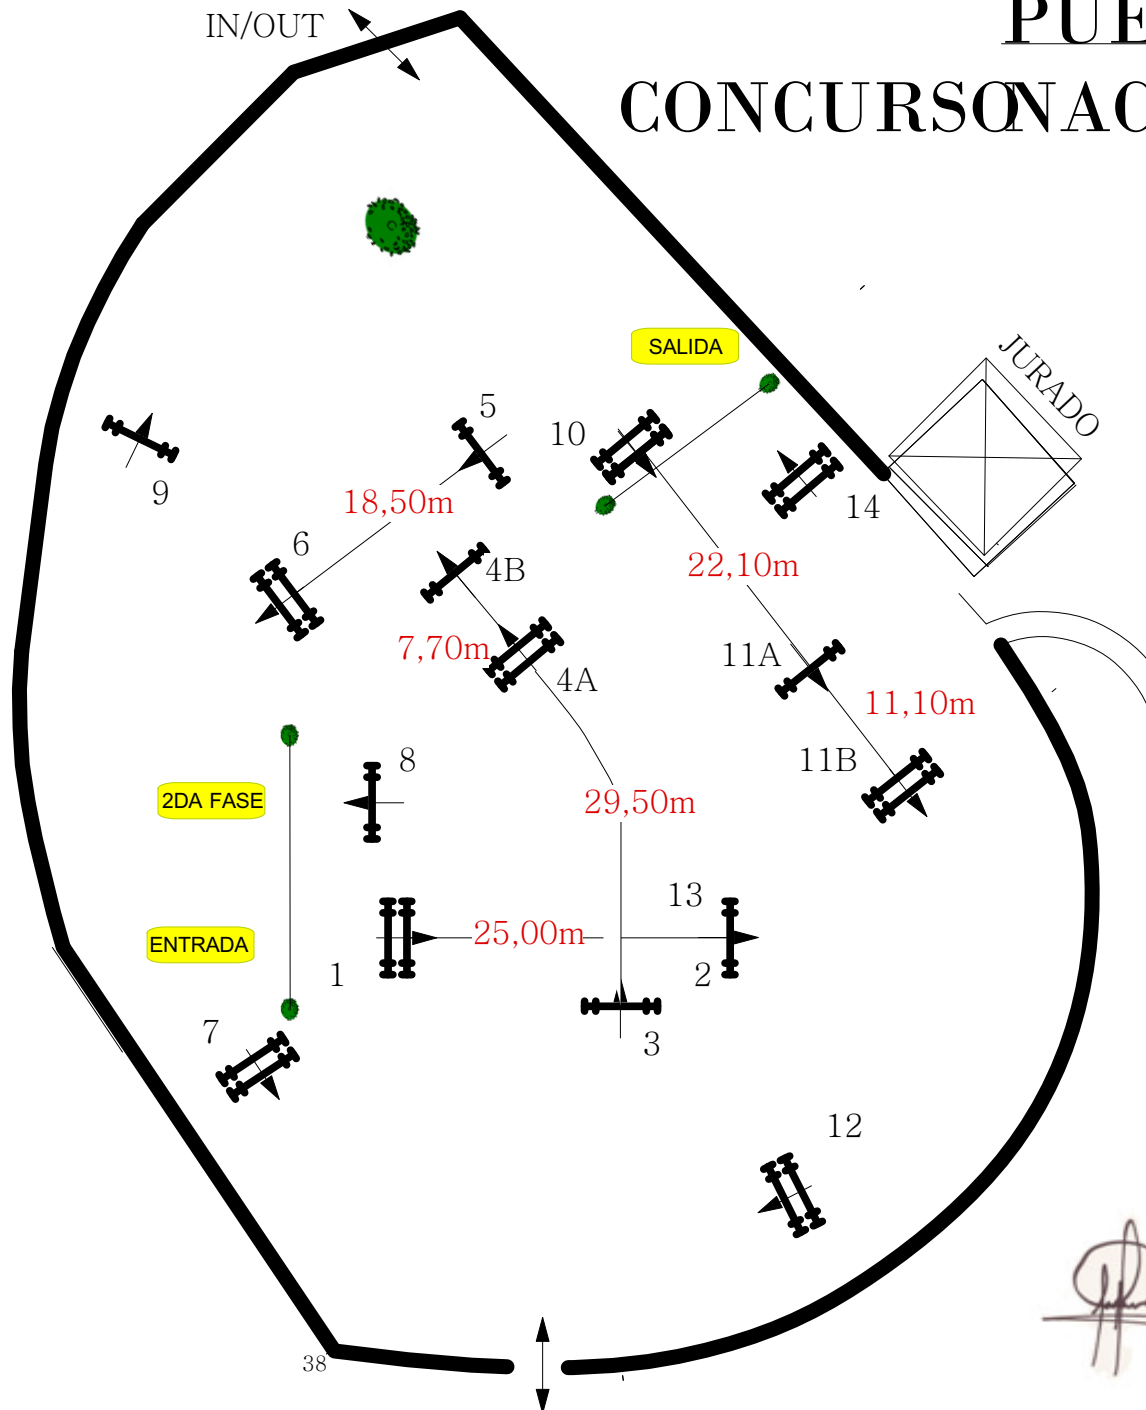 IN/OUT
PUE
CONCURSO NAC
SALIDA
JURADO
5
10
9
18,50m
14
6
4B
22,10m
7,70m
4A
11A
11,10m
8
11B
2DA FASE
29,50m
13
ENTRADA
25,00m
1
2
7
3
12
38